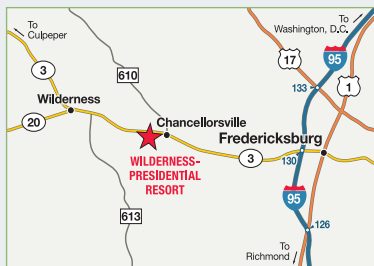 To
Culpeper
To
Washington, D.C.
3
610
17
95
1
133
Wilderness
20
Chancellorsville
Fredericksburg
WILDERNESS-
PRESIDENTIAL
RESORT
3
130
613
95
126
To
Richmond